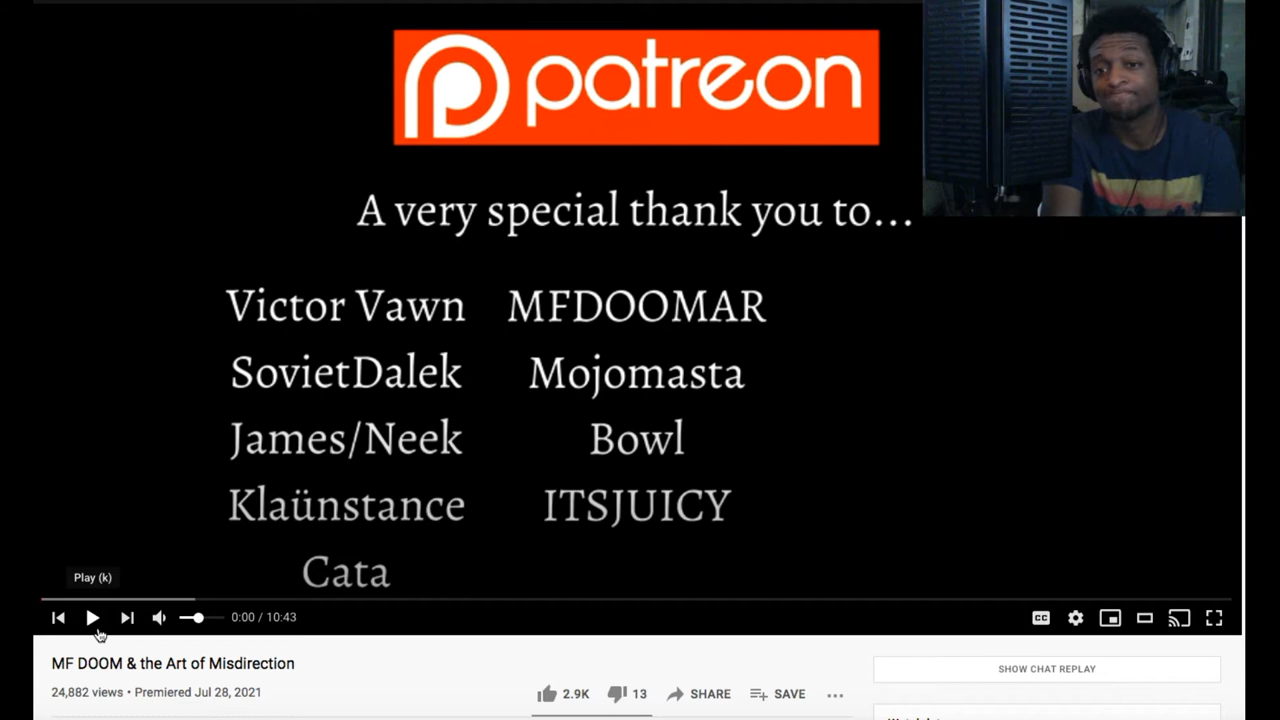 patreon
A very special thank you to...
Victor Vawn MFDOOMAR
SovietDalek Mojomasta
James/Neek Bowl
Klaünstance ITSJUICY
Cata
Play (k)
0:00 / 10:43
CC
MF DOOM & the Art of Misdirection
24,882 views • Premiered Jul 28, 2021
2.9K 13 SHARE SAVE ...
SHOW CHAT REPLAY